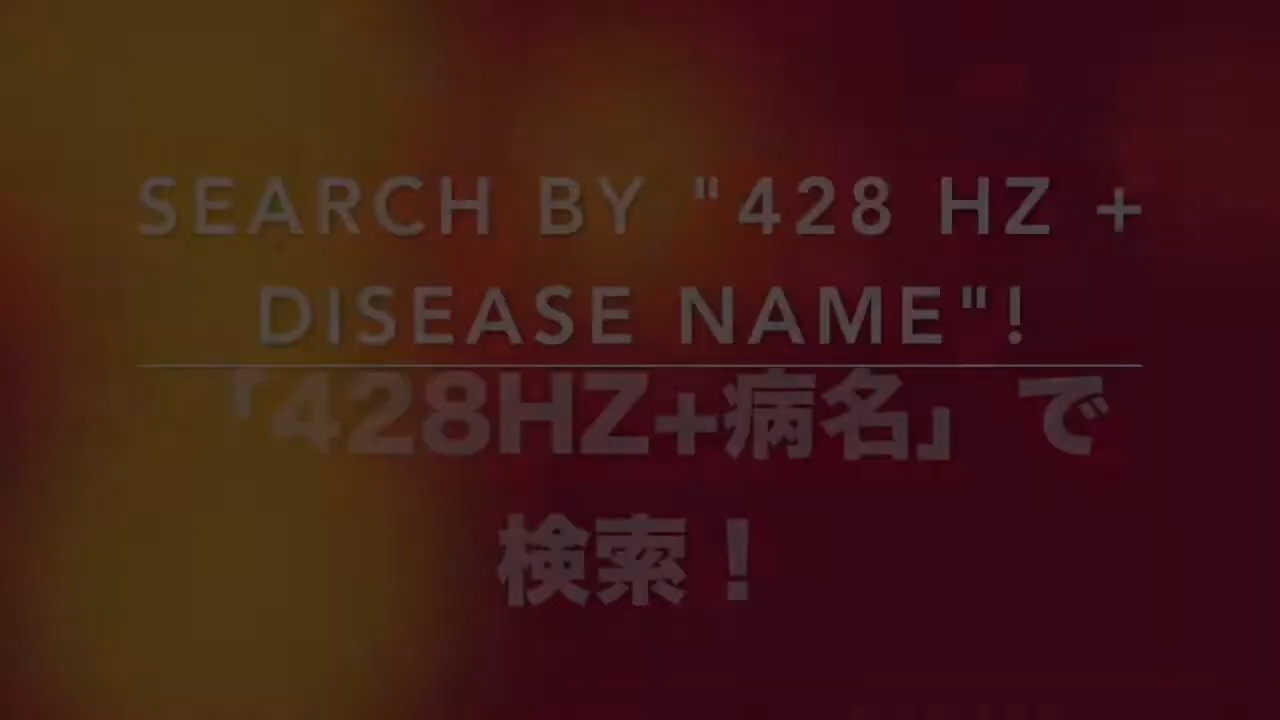 SEARCH BY "428 HZ +
DISEASE NAME"!
「428HZ+病名」で
検索！